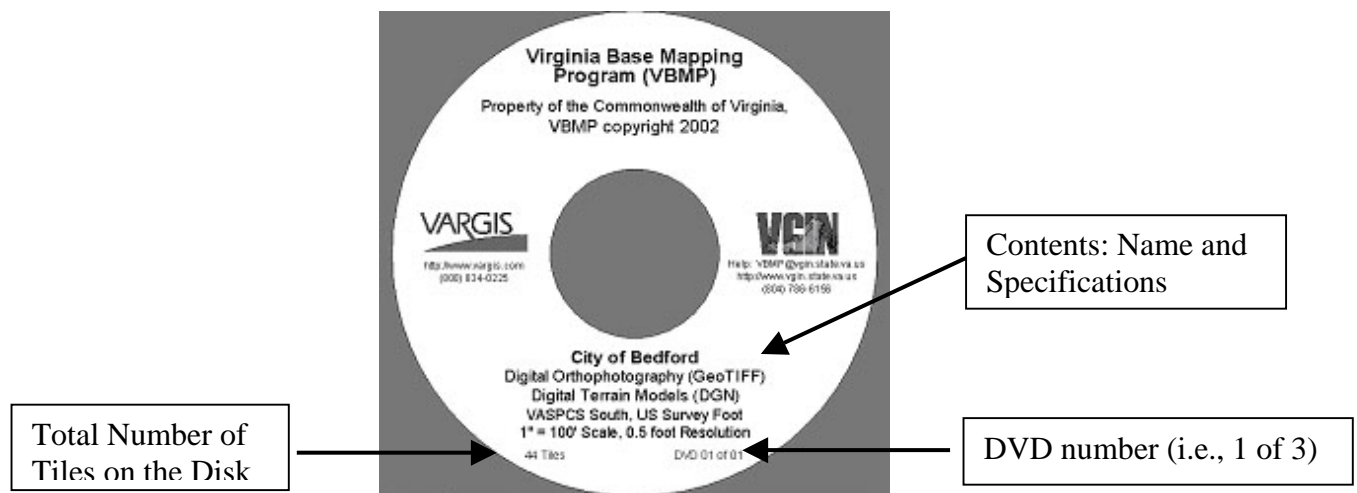 Virginia Base Mapping
Program (VBMP)
Property of the Commonwealth of Virginia,
VBMP copyright 2002
VARGIS
http://www.vargis.com
(800) 834-0225
VGIN
Help: VBMP@vgin.state.va.us
http://www.vgin.state.va.us
(804) 786-6156
City of Bedford
Digital Orthophotography (GeoTIFF)
Digital Terrain Models (DGN)
VASPCS South, US Survey Foot
1" = 100' Scale, 0.5 foot Resolution
44 Tiles
DVD 01 of 01
Contents: Name and
Specifications
Total Number of
Tiles on the Disk
DVD number (i.e., 1 of 3)